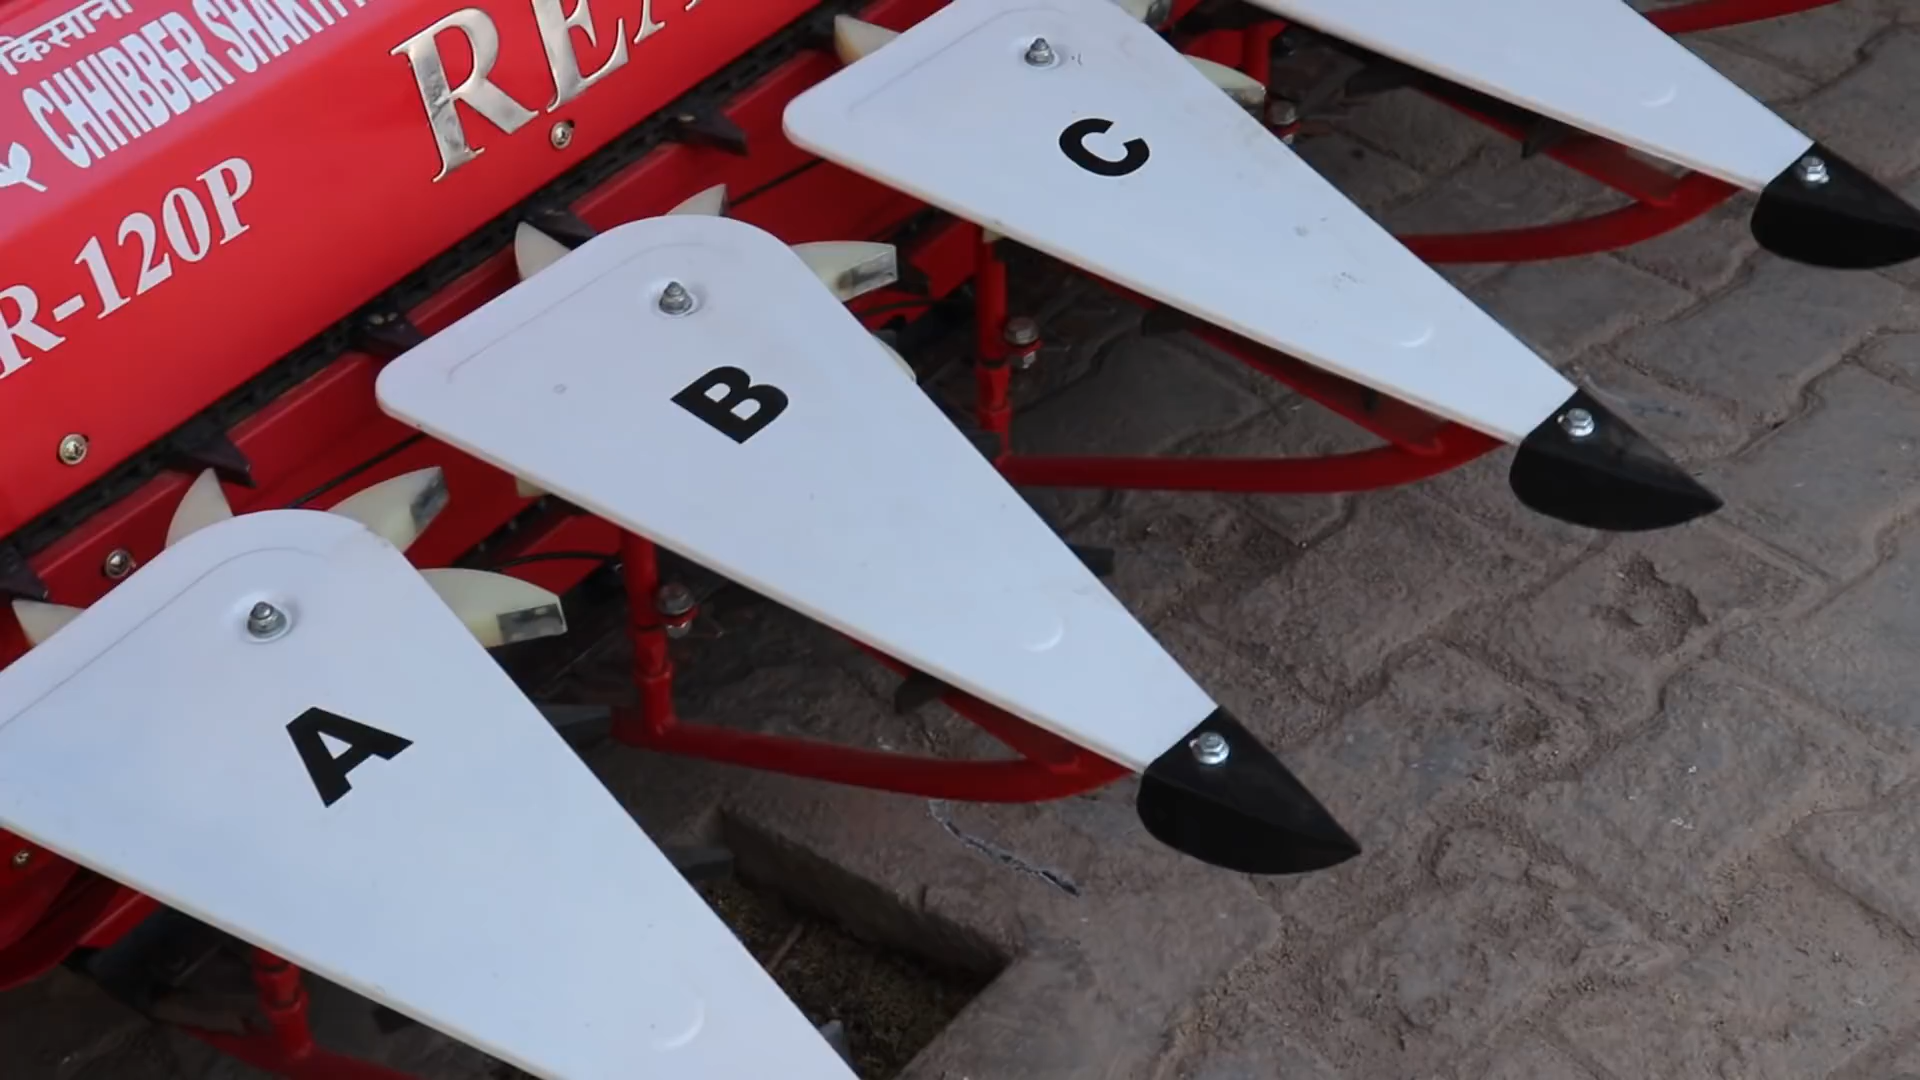 किसान
CHHIBBER SHAKTI
REA
R-120P
C
B
A